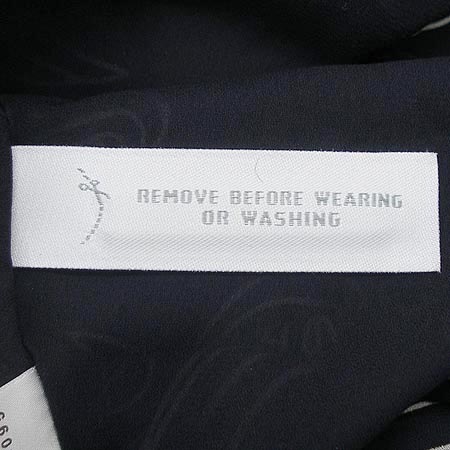 REMOVE BEFORE WEARING
OR WASHING